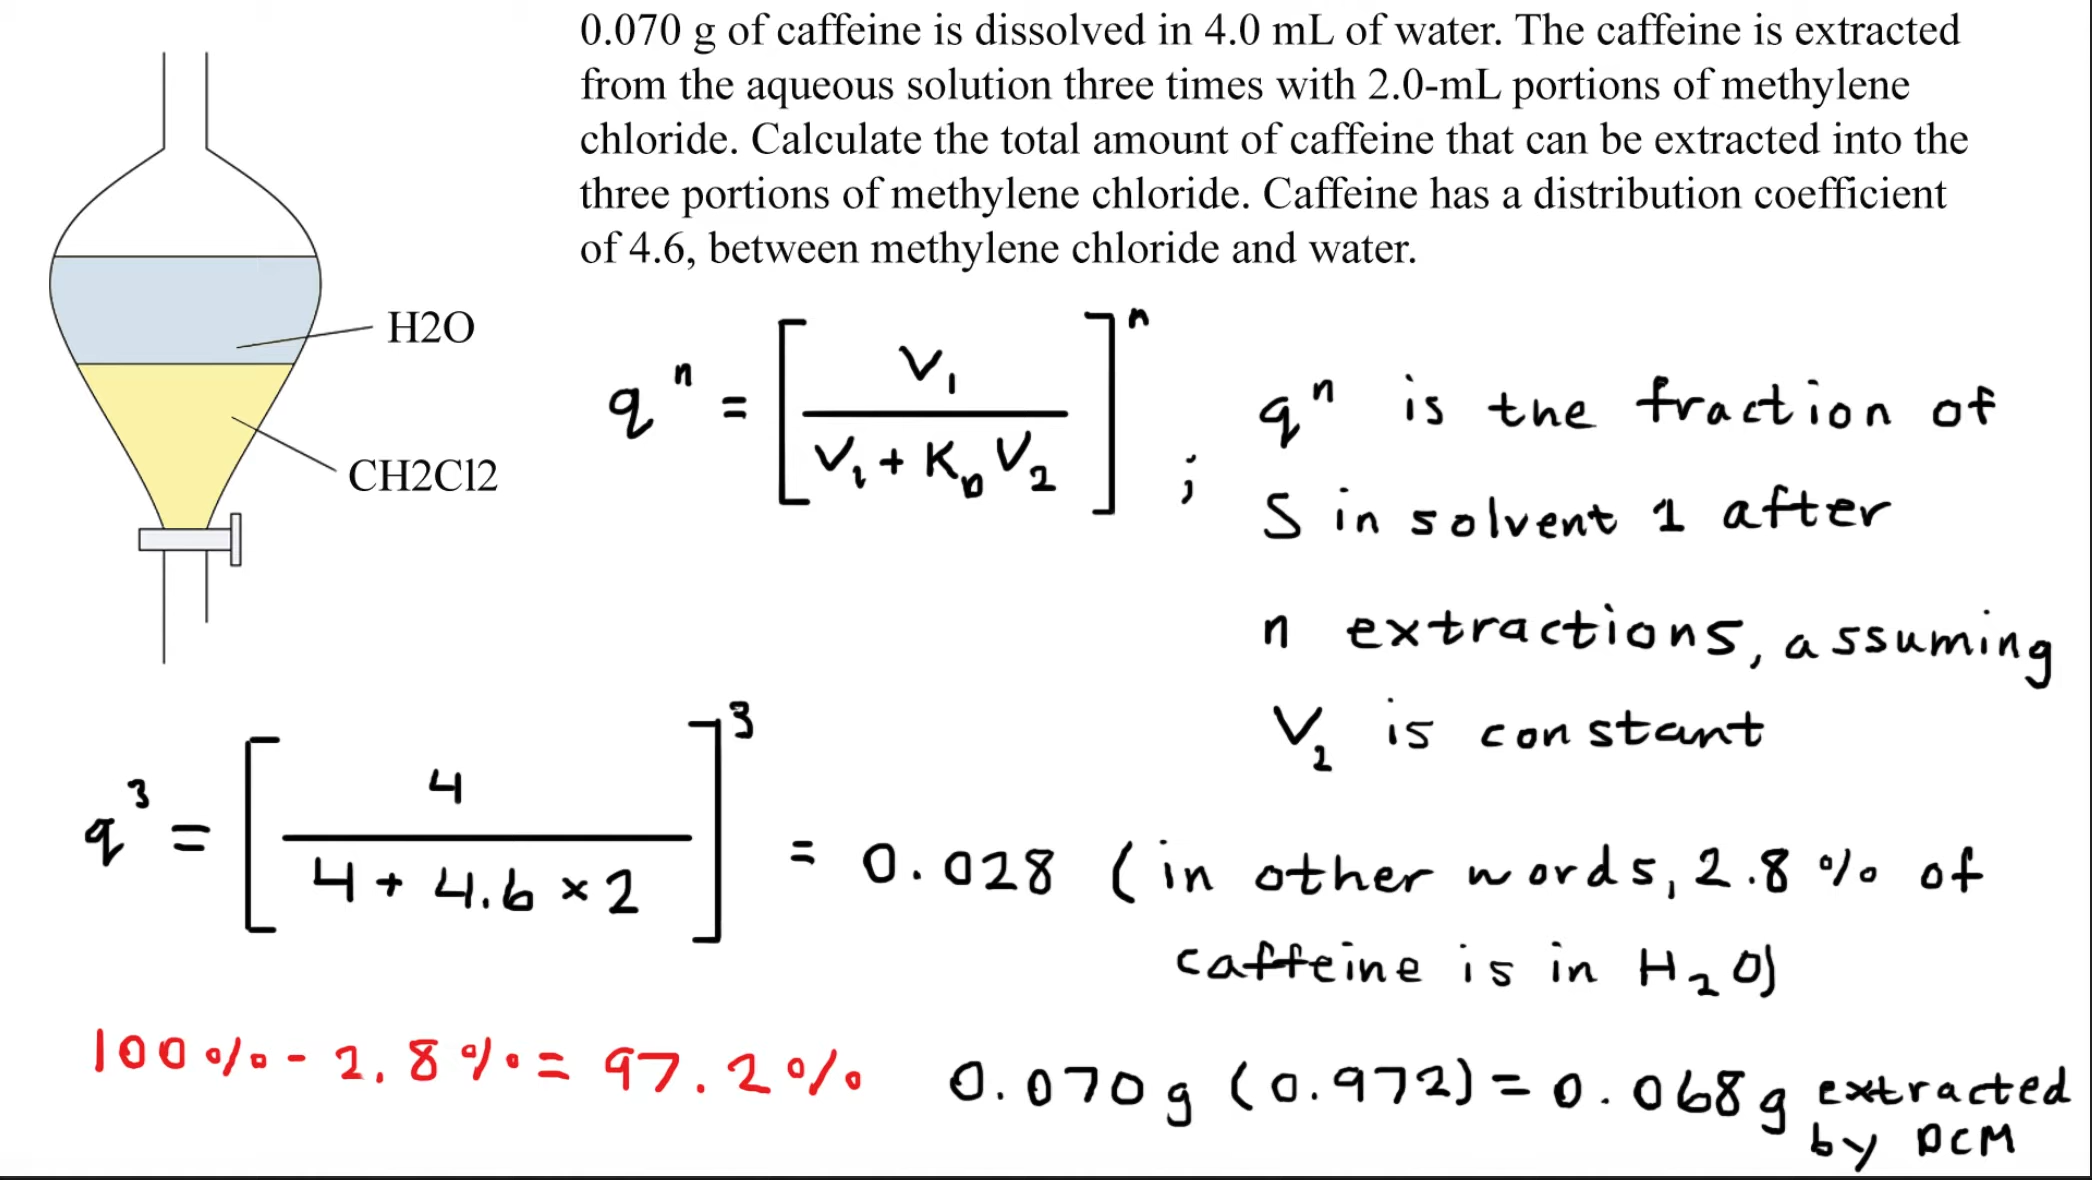 0.070 g of caffeine is dissolved in 4.0 mL of water. The caffeine is extracted
from the aqueous solution three times with 2.0-mL portions of methylene
chloride. Calculate the total amount of caffeine that can be extracted into the
three portions of methylene chloride. Caffeine has a distribution coefficient
of 4.6, between methylene chloride and water.
H2O
CH2Cl2
qⁿ = [ V₁ / (V₁ + K_D V₂) ]ⁿ ;
qⁿ is the fraction of
S in solvent 1 after
n extractions, assuming
V₂ is constant
q³ = [ 4 / (4 + 4.6 × 2) ]³ = 0.028 (in other words, 2.8 % of
caffeine is in H₂O)
100% - 2.8% = 97.2%
0.070 g (0.972) = 0.068 g extracted
by DCM